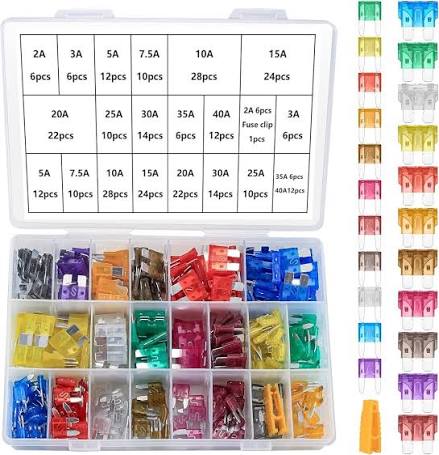 2A 3A 5A 7.5A 10A 15A
6pcs 6pcs 12pcs 10pcs 28pcs 24pcs
20A 25A 30A 35A 40A 2A 6pcs 3A
Fuse clip
22pcs 10pcs 14pcs 6pcs 12pcs 1pcs 6pcs
5A 7.5A 10A 15A 20A 30A 25A 35A 6pcs
12pcs 10pcs 28pcs 24pcs 22pcs 14pcs 10pcs 40A12pcs